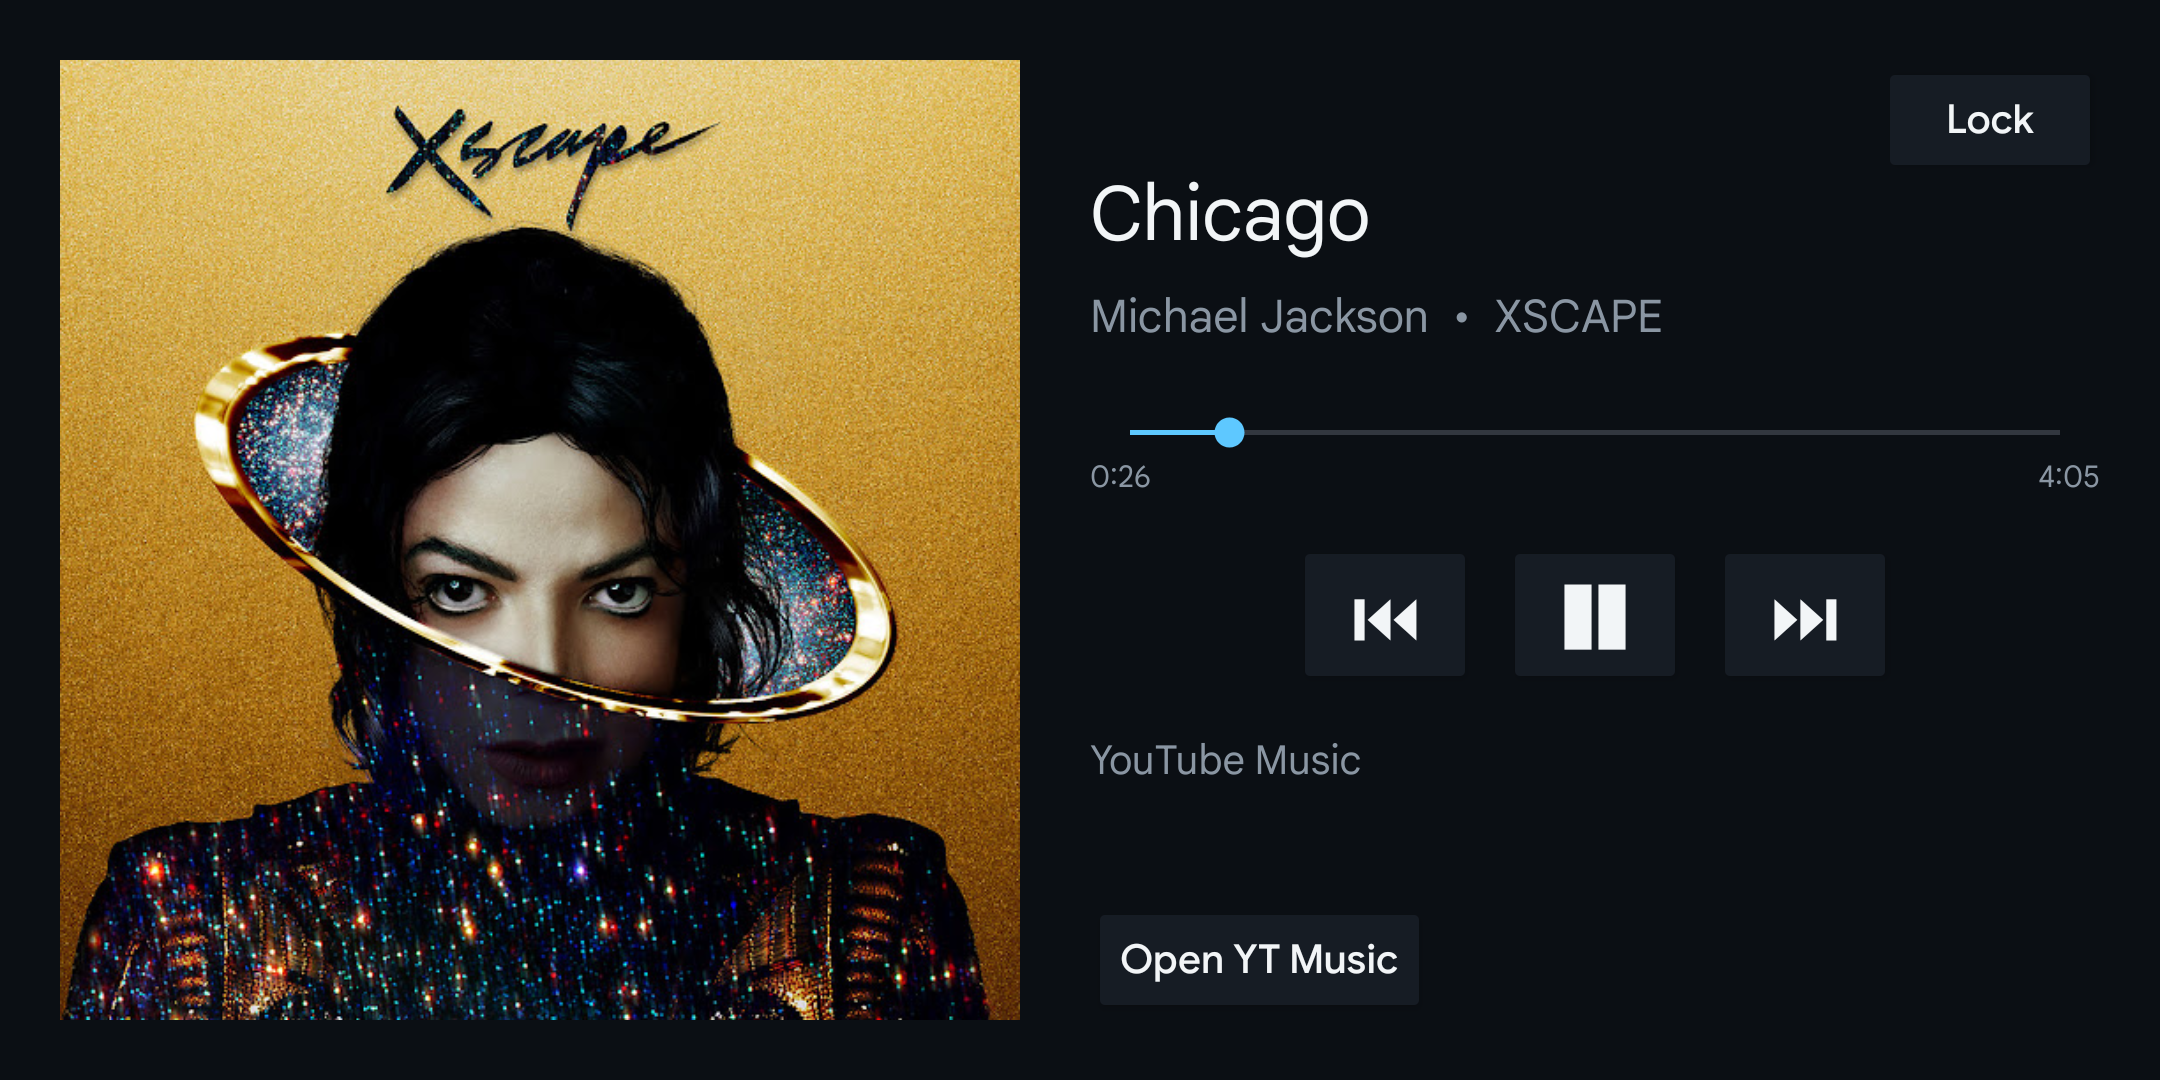 Xscape
Lock
Chicago
Michael Jackson • XSCAPE
0:26 4:05
YouTube Music
Open YT Music